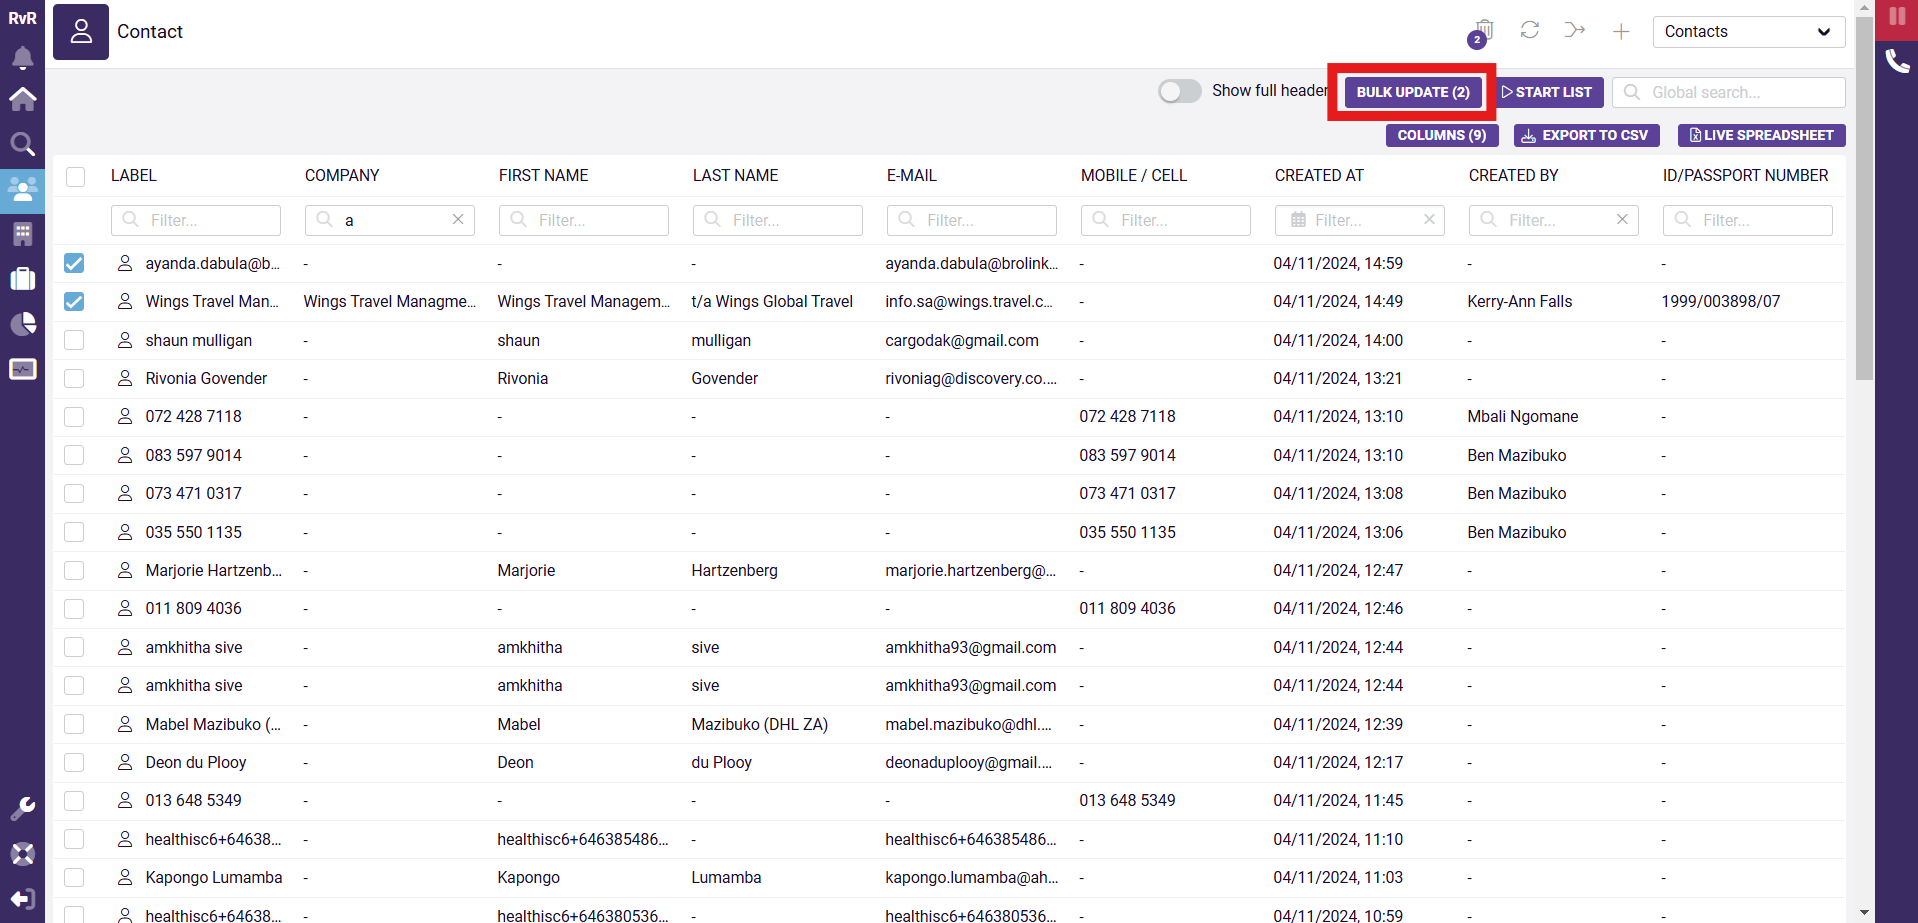 RvR Contact 2 Contacts
Show full header BULK UPDATE (2) START LIST Global search...
COLUMNS (9) EXPORT TO CSV LIVE SPREADSHEET
LABEL COMPANY FIRST NAME LAST NAME E-MAIL MOBILE / CELL CREATED AT CREATED BY ID/PASSPORT NUMBER
Filter... a Filter... Filter... Filter... Filter... Filter... Filter... Filter...
ayanda.dabula@b... - - - ayanda.dabula@brolink... - 04/11/2024, 14:59 - -
Wings Travel Man... Wings Travel Managme... Wings Travel Managem... t/a Wings Global Travel info.sa@wings.travel.c... - 04/11/2024, 14:49 Kerry-Ann Falls 1999/003898/07
shaun mulligan - shaun mulligan cargodak@gmail.com - 04/11/2024, 14:00 - -
Rivonia Govender - Rivonia Govender rivoniag@discovery.co.... - 04/11/2024, 13:21 - -
072 428 7118 - - - - 072 428 7118 04/11/2024, 13:10 Mbali Ngomane -
083 597 9014 - - - - 083 597 9014 04/11/2024, 13:10 Ben Mazibuko -
073 471 0317 - - - - 073 471 0317 04/11/2024, 13:08 Ben Mazibuko -
035 550 1135 - - - - 035 550 1135 04/11/2024, 13:06 Ben Mazibuko -
Marjorie Hartzenb... - Marjorie Hartzenberg marjorie.hartzenberg@... - 04/11/2024, 12:47 - -
011 809 4036 - - - - 011 809 4036 04/11/2024, 12:46 - -
amkhitha sive - amkhitha sive amkhitha93@gmail.com - 04/11/2024, 12:44 - -
amkhitha sive - amkhitha sive amkhitha93@gmail.com - 04/11/2024, 12:44 - -
Mabel Mazibuko (... - Mabel Mazibuko (DHL ZA) mabel.mazibuko@dhl.... - 04/11/2024, 12:39 - -
Deon du Plooy - Deon du Plooy deonaduplooy@gmail.... - 04/11/2024, 12:17 - -
013 648 5349 - - - - 013 648 5349 04/11/2024, 11:45 - -
healthisc6+64638... - healthisc6+646385486... - healthisc6+646385486... - 04/11/2024, 11:10 - -
Kapongo Lumamba - Kapongo Lumamba kapongo.lumamba@ah... - 04/11/2024, 11:03 - -
healthisc6+64638... - healthisc6+646380536... - healthisc6+646380536... - 04/11/2024, 10:59 - -